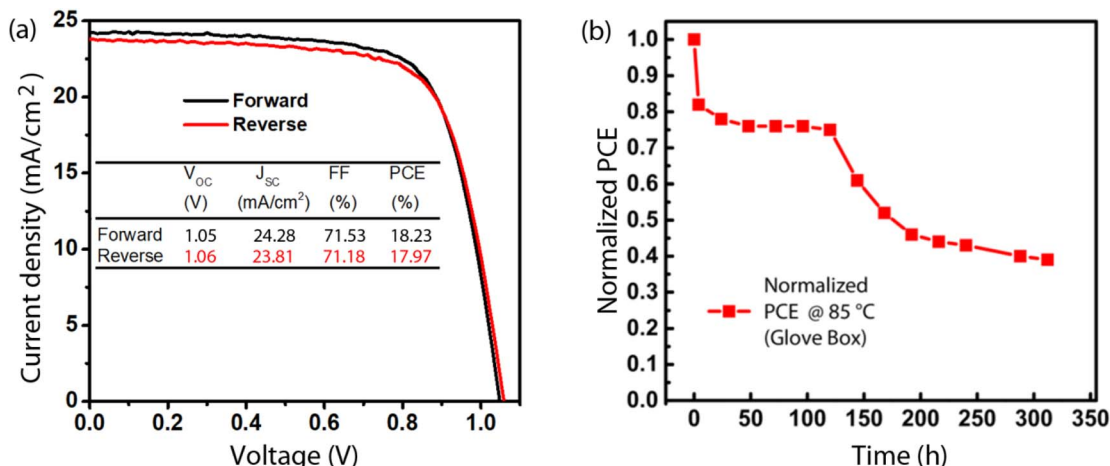 (a)
25
20
15
10
5
0
Current density (mA/cm²)
Forward
Reverse
V_OC J_SC FF PCE
(V) (mA/cm²) (%) (%)
Forward 1.05 24.28 71.53 18.23
Reverse 1.06 23.81 71.18 17.97
0.0 0.2 0.4 0.6 0.8 1.0
Voltage (V)
(b)
1.0
0.9
0.8
0.7
0.6
0.5
0.4
0.3
0.2
0.1
0.0
Normalized PCE
Normalized
PCE @ 85 °C
(Glove Box)
0 50 100 150 200 250 300 350
Time (h)